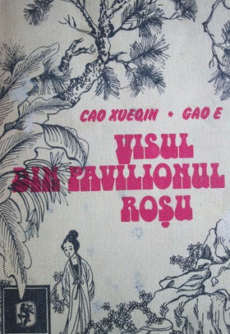 CAO XUEQIN • GAO E
VISUL
DIN PAVILIONUL
ROȘU